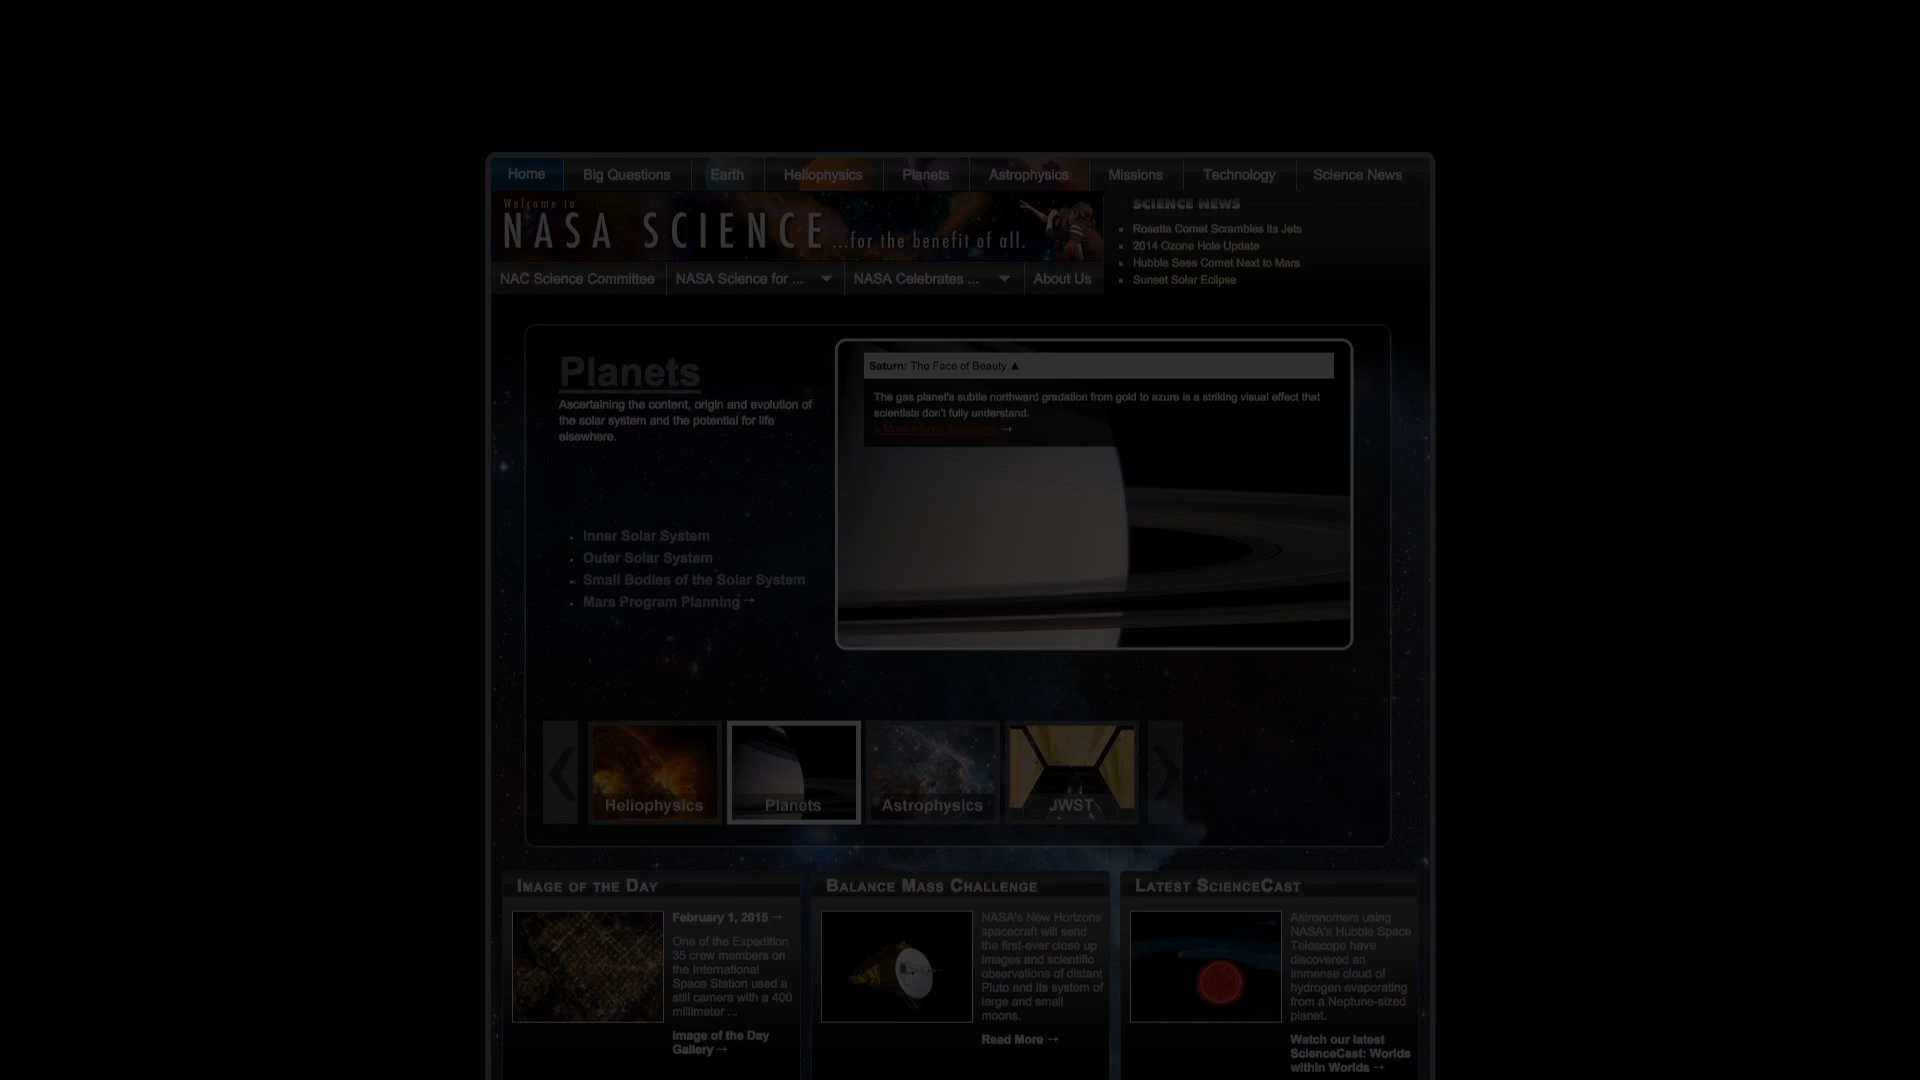 Home Big Questions Earth Heliophysics Planets Astrophysics Missions Technology Science News
Welcome to
NASA SCIENCE ...for the benefit of all.
NAC Science Committee NASA Science for ... NASA Celebrates ... About Us
SCIENCE NEWS
Rosetta Comet Scrambles Its Jets
2014 Ozone Hole Update
Hubble Sees Comet Next to Mars
Sunset Solar Eclipse
Planets
Ascertaining the content, origin and evolution of
the solar system and the potential for life
elsewhere.
Inner Solar System
Outer Solar System
Small Bodies of the Solar System
Mars Program Planning →
Saturn: The Face of Beauty ▲
The gas planet's subtle northward gradation from gold to azure is a striking visual effect that
scientists don't fully understand.
Heliophysics Planets Astrophysics JWST
IMAGE OF THE DAY
February 1, 2015 →
One of the Expedition
35 crew members on
the International
Space Station used a
still camera with a 400
millimeter ...
Image of the Day
Gallery →
BALANCE MASS CHALLENGE
NASA's New Horizons
spacecraft will send
the first-ever close up
images and scientific
observations of distant
Pluto and its system of
large and small
moons.
Read More →
LATEST SCIENCECAST
Astronomers using
NASA's Hubble Space
Telescope have
discovered an
immense cloud of
hydrogen evaporating
from a Neptune-sized
planet.
Watch our latest
ScienceCast: Worlds
within Worlds →